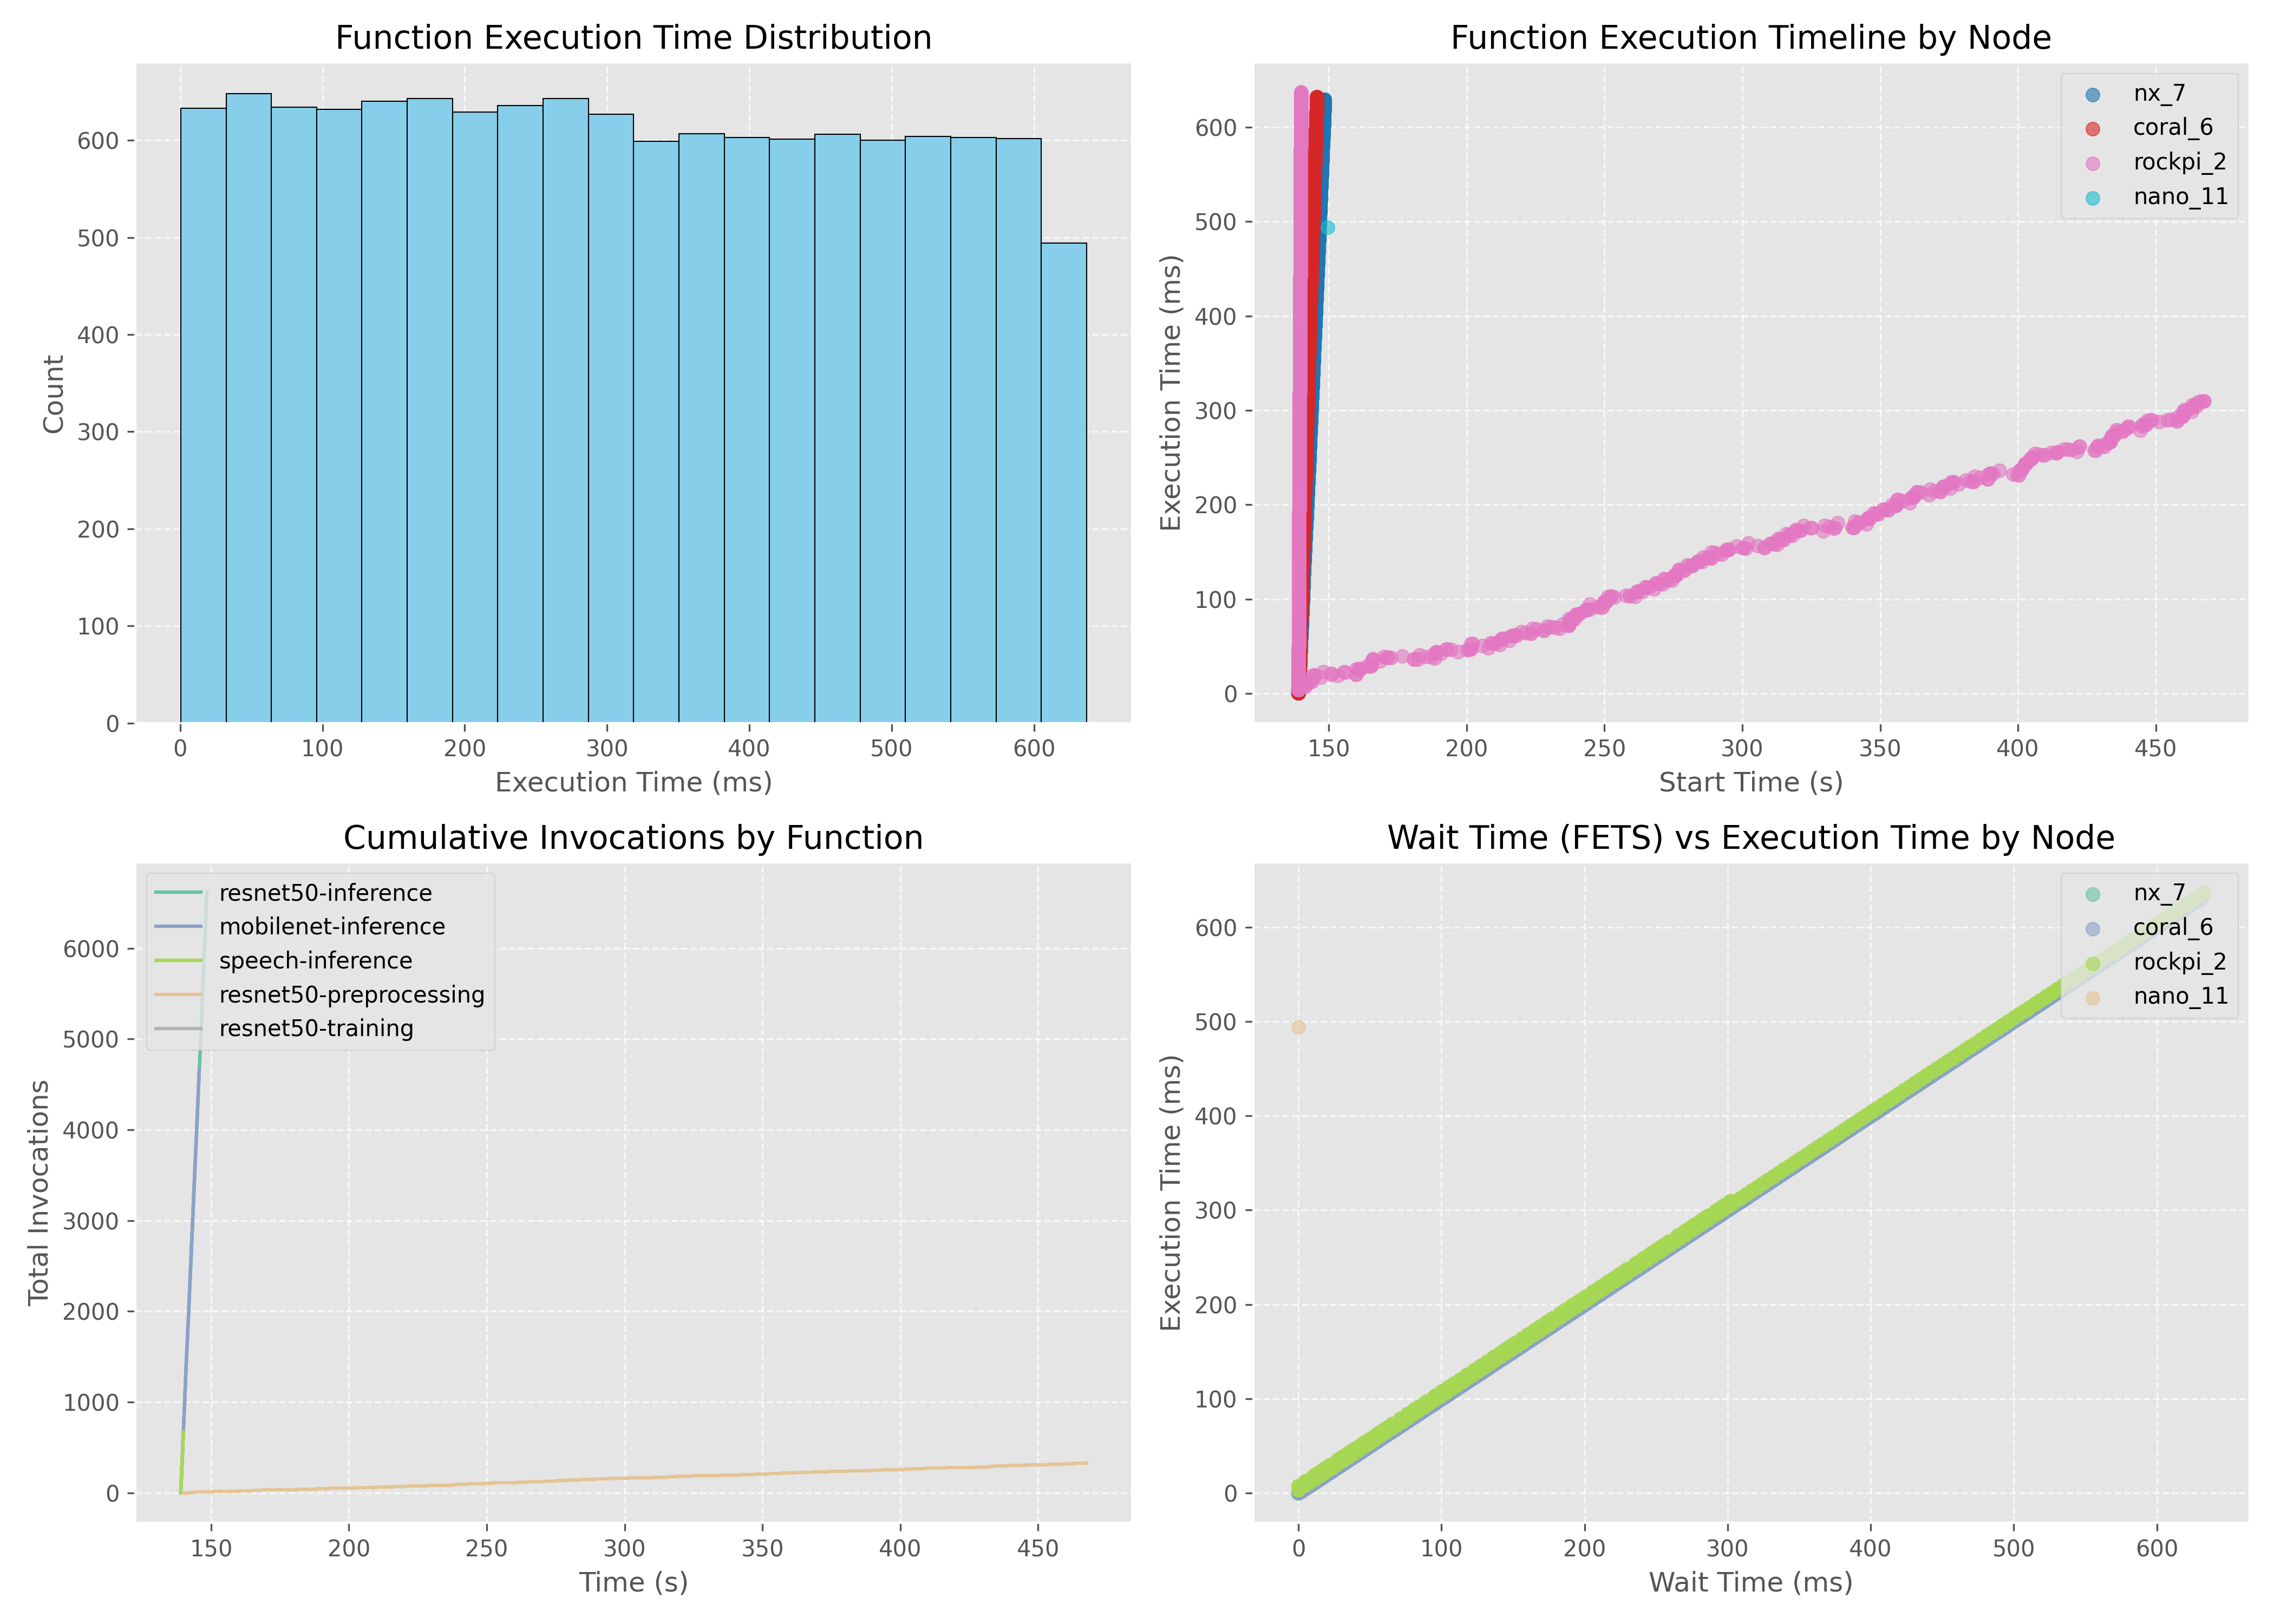 Function Execution Time Distribution
Count
600
500
400
300
200
100
0
0 100 200 300 400 500 600
Execution Time (ms)
Function Execution Timeline by Node
Execution Time (ms)
600
500
400
300
200
100
0
150 200 250 300 350 400 450
Start Time (s)
nx_7
coral_6
rockpi_2
nano_11
Cumulative Invocations by Function
Total Invocations
6000
5000
4000
3000
2000
1000
0
150 200 250 300 350 400 450
Time (s)
resnet50-inference
mobilenet-inference
speech-inference
resnet50-preprocessing
resnet50-training
Wait Time (FETS) vs Execution Time by Node
Execution Time (ms)
600
500
400
300
200
100
0
0 100 200 300 400 500 600
Wait Time (ms)
nx_7
coral_6
rockpi_2
nano_11